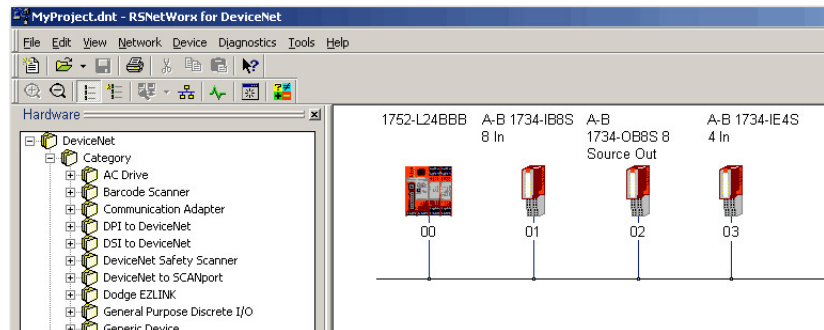 MyProject.dnt - RSNetWorx for DeviceNet
File Edit View Network Device Diagnostics Tools Help
Hardware
DeviceNet
Category
AC Drive
Barcode Scanner
Communication Adapter
DPI to DeviceNet
DSI to DeviceNet
DeviceNet Safety Scanner
DeviceNet to SCANport
Dodge EZLINK
General Purpose Discrete I/O
Generic Device
1752-L24BBB
A-B 1734-IB8S
8 In
A-B
1734-OB8S 8
Source Out
A-B 1734-IE4S
4 In
00
01
02
03